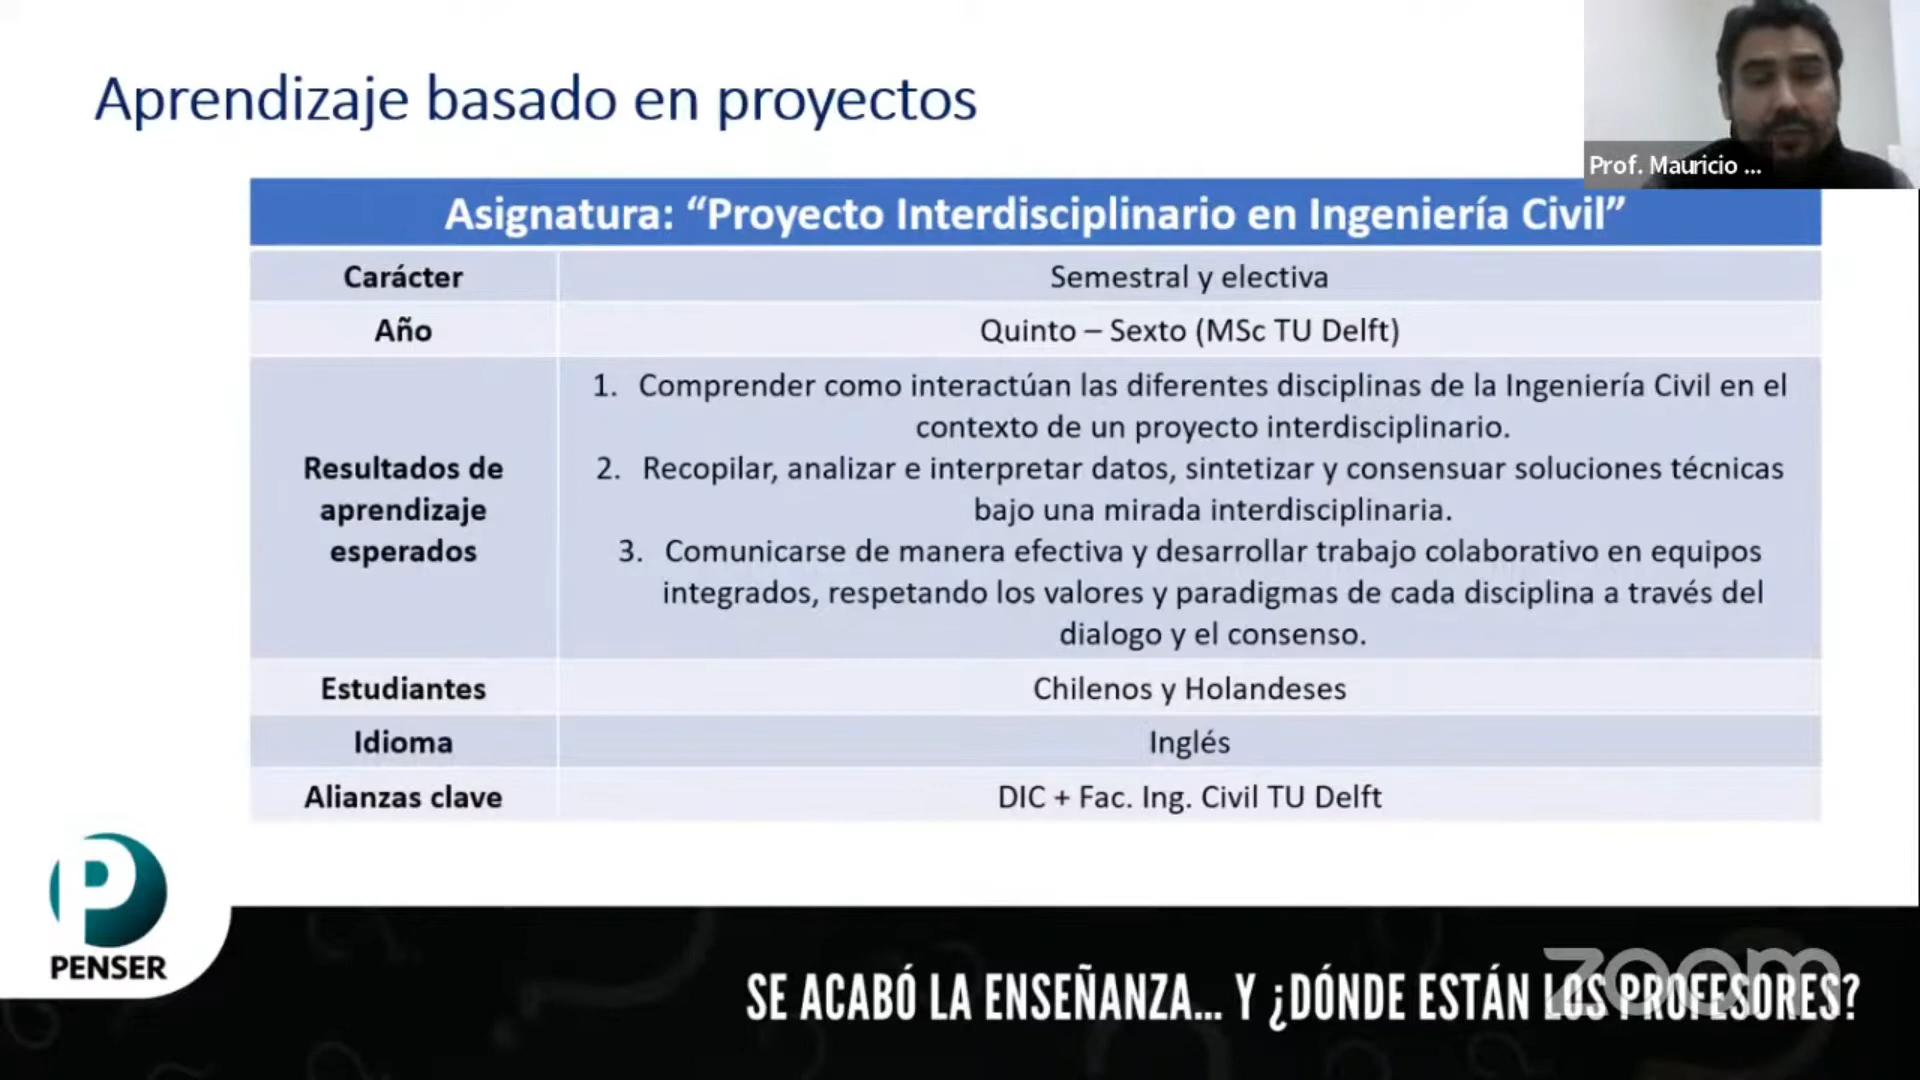 Aprendizaje basado en proyectos
Prof. Mauricio ...
Asignatura: “Proyecto Interdisciplinario en Ingeniería Civil”
Carácter
Semestral y electiva
Año
Quinto – Sexto (MSc TU Delft)
Resultados de
aprendizaje
esperados
1. Comprender como interactúan las diferentes disciplinas de la Ingeniería Civil en el
contexto de un proyecto interdisciplinario.
2. Recopilar, analizar e interpretar datos, sintetizar y consensuar soluciones técnicas
bajo una mirada interdisciplinaria.
3. Comunicarse de manera efectiva y desarrollar trabajo colaborativo en equipos
integrados, respetando los valores y paradigmas de cada disciplina a través del
dialogo y el consenso.
Estudiantes
Chilenos y Holandeses
Idioma
Inglés
Alianzas clave
DIC + Fac. Ing. Civil TU Delft
P
PENSER
SE ACABÓ LA ENSEÑANZA... Y ¿DÓNDE ESTÁN LOS PROFESORES?
zoom